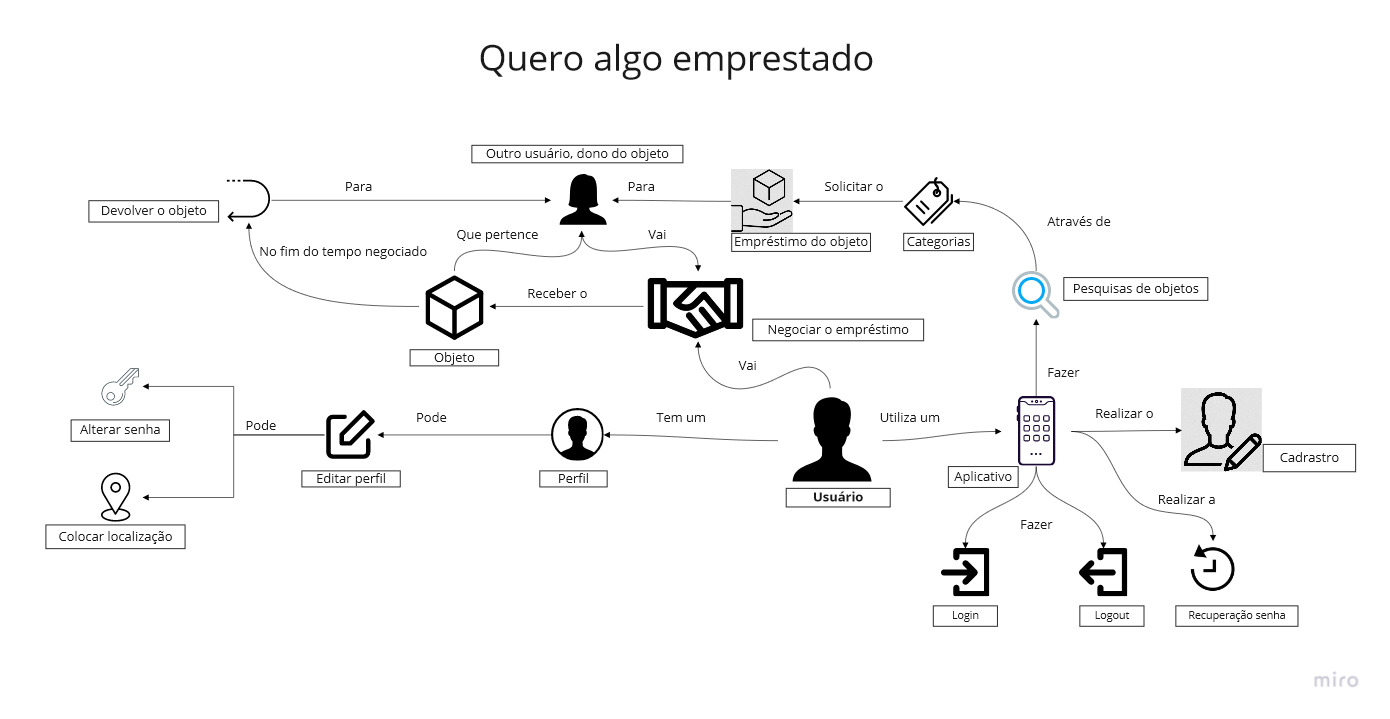 Quero algo emprestado
Outro usuário, dono do objeto
Para
Para
Solicitar o
Devolver o objeto
Empréstimo do objeto
Categorias
Através de
Que pertence
Vai
No fim do tempo negociado
Receber o
Pesquisas de objetos
Negociar o empréstimo
Objeto
Vai
Fazer
Alterar senha
Pode
Pode
Tem um
Utiliza um
Realizar o
Cadrastro
Editar perfil
Perfil
Usuário
Aplicativo
Realizar a
Colocar localização
Fazer
Login
Logout
Recuperação senha
miro